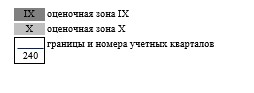 IX оценочная зона IX
X оценочная зона X
границы и номера учетных кварталов
240